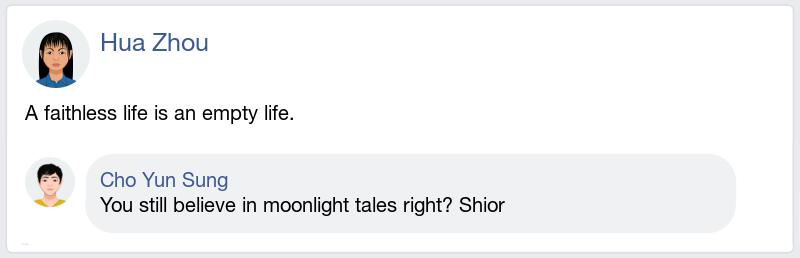 Hua Zhou
A faithless life is an empty life.
Cho Yun Sung
You still believe in moonlight tales right? Shior